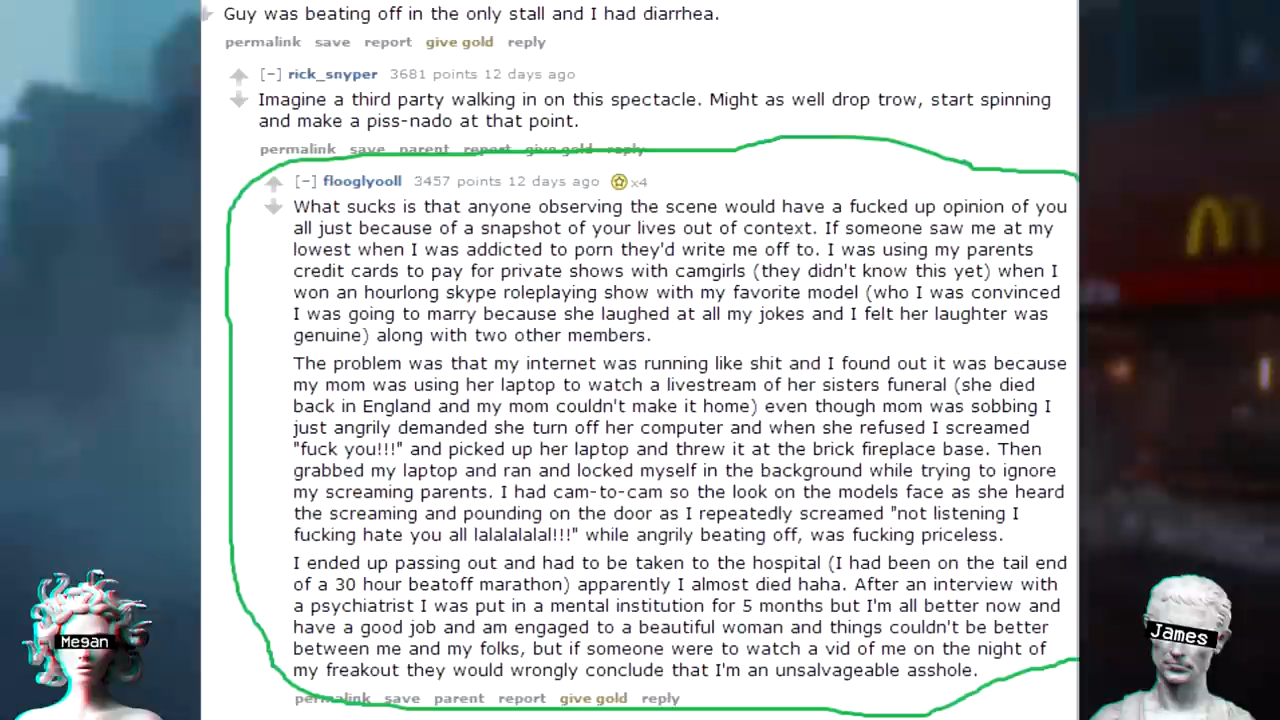 Guy was beating off in the only stall and I had diarrhea.
permalink save report give gold reply
[-] rick_snyper 3681 points 12 days ago
Imagine a third party walking in on this spectacle. Might as well drop trow, start spinning
and make a piss-nado at that point.
permalink save parent report give gold reply
[-] flooglyooll 3457 points 12 days ago x4
What sucks is that anyone observing the scene would have a fucked up opinion of you
all just because of a snapshot of your lives out of context. If someone saw me at my
lowest when I was addicted to porn they'd write me off to. I was using my parents
credit cards to pay for private shows with camgirls (they didn't know this yet) when I
won an hourlong skype roleplaying show with my favorite model (who I was convinced
I was going to marry because she laughed at all my jokes and I felt her laughter was
genuine) along with two other members.
The problem was that my internet was running like shit and I found out it was because
my mom was using her laptop to watch a livestream of her sisters funeral (she died
back in England and my mom couldn't make it home) even though mom was sobbing I
just angrily demanded she turn off her computer and when she refused I screamed
"fuck you!!!" and picked up her laptop and threw it at the brick fireplace base. Then
grabbed my laptop and ran and locked myself in the background while trying to ignore
my screaming parents. I had cam-to-cam so the look on the models face as she heard
the screaming and pounding on the door as I repeatedly screamed "not listening I
fucking hate you all lalalalalal!!!" while angrily beating off, was fucking priceless.
I ended up passing out and had to be taken to the hospital (I had been on the tail end
of a 30 hour beatoff marathon) apparently I almost died haha. After an interview with
a psychiatrist I was put in a mental institution for 5 months but I'm all better now and
have a good job and am engaged to a beautiful woman and things couldn't be better
between me and my folks, but if someone were to watch a vid of me on the night of
my freakout they would wrongly conclude that I'm an unsalvageable asshole.
permalink save parent report give gold reply
Megan
James